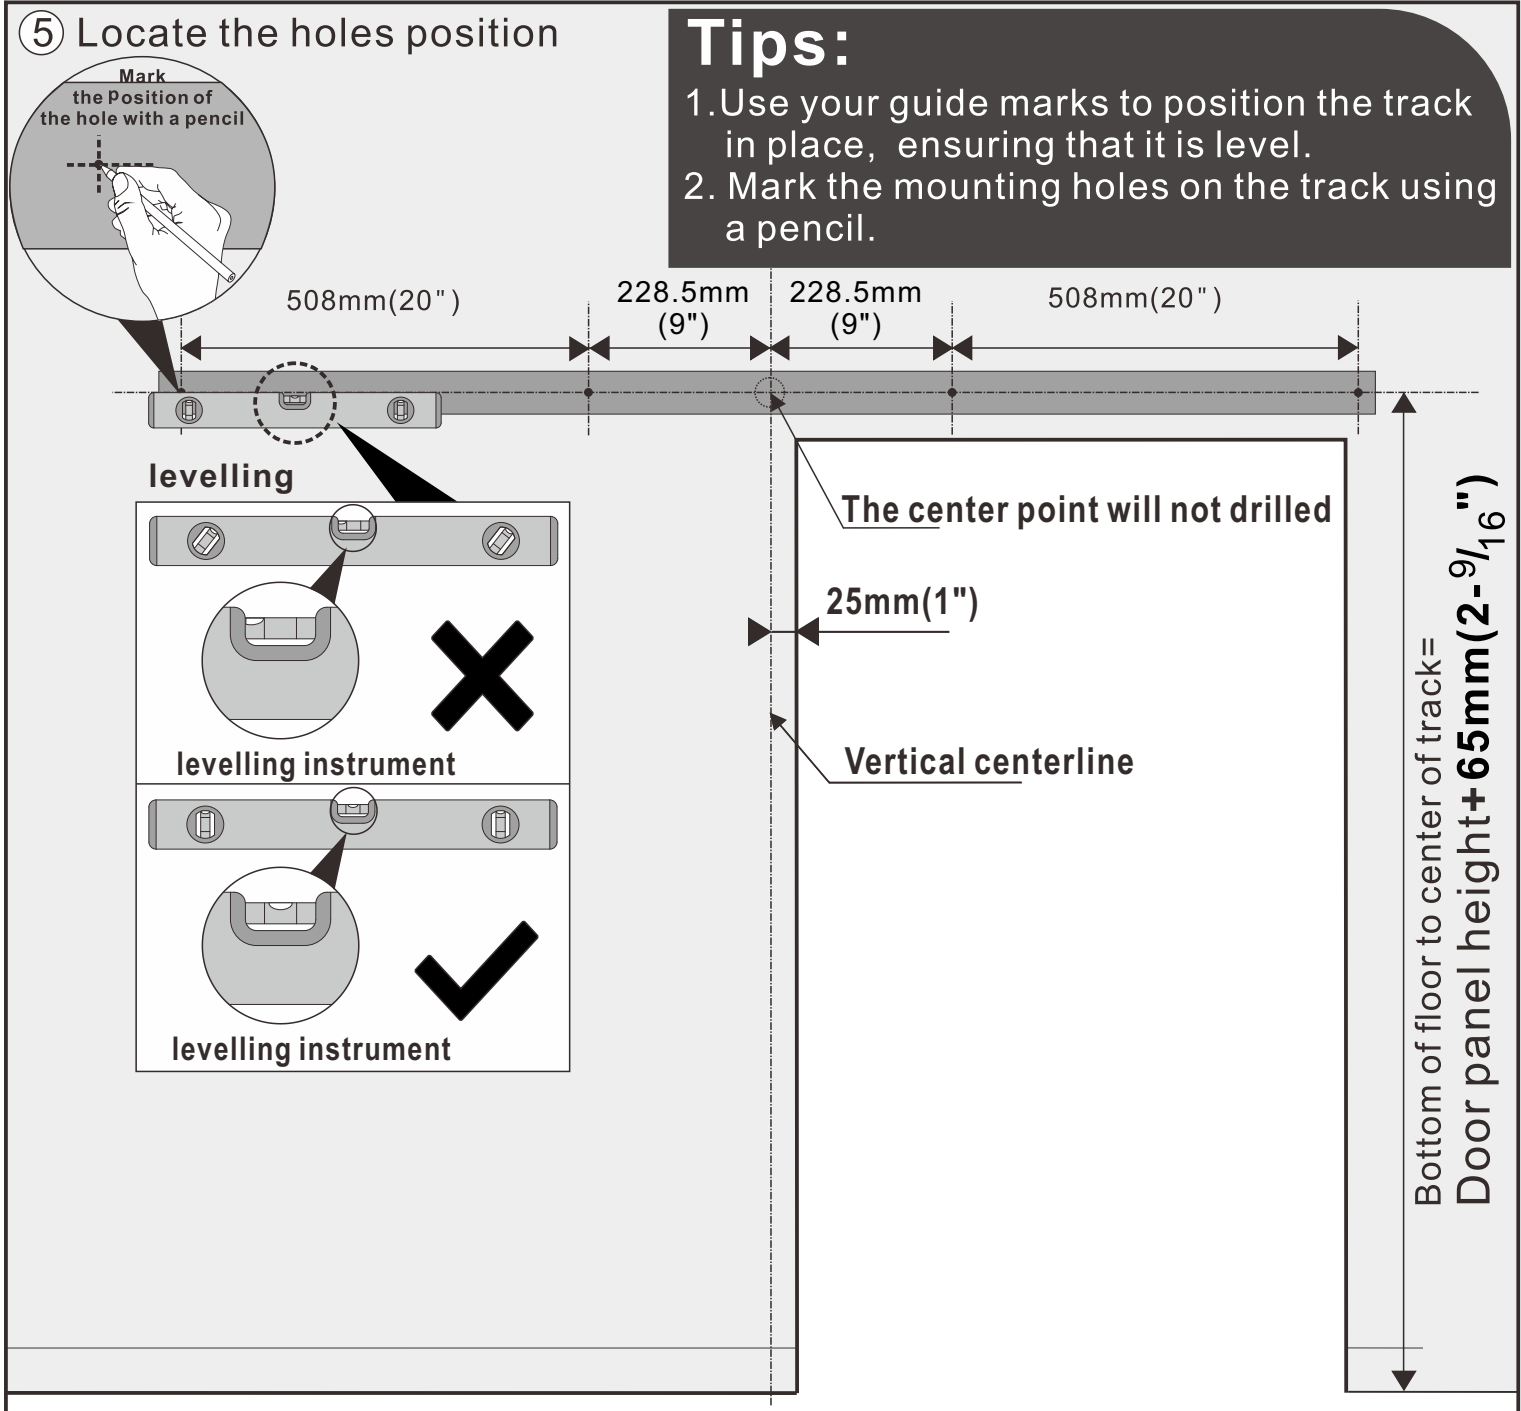 5 Locate the holes position
Mark
the Position of
the hole with a pencil
Tips:
1.Use your guide marks to position the track
in place, ensuring that it is level.
2. Mark the mounting holes on the track using
a pencil.
508mm(20")
228.5mm
(9")
228.5mm
(9")
508mm(20")
levelling
The center point will not drilled
25mm(1")
levelling instrument
Vertical centerline
levelling instrument
Bottom of floor to center of track=
Door panel height+65mm(2-9/16")